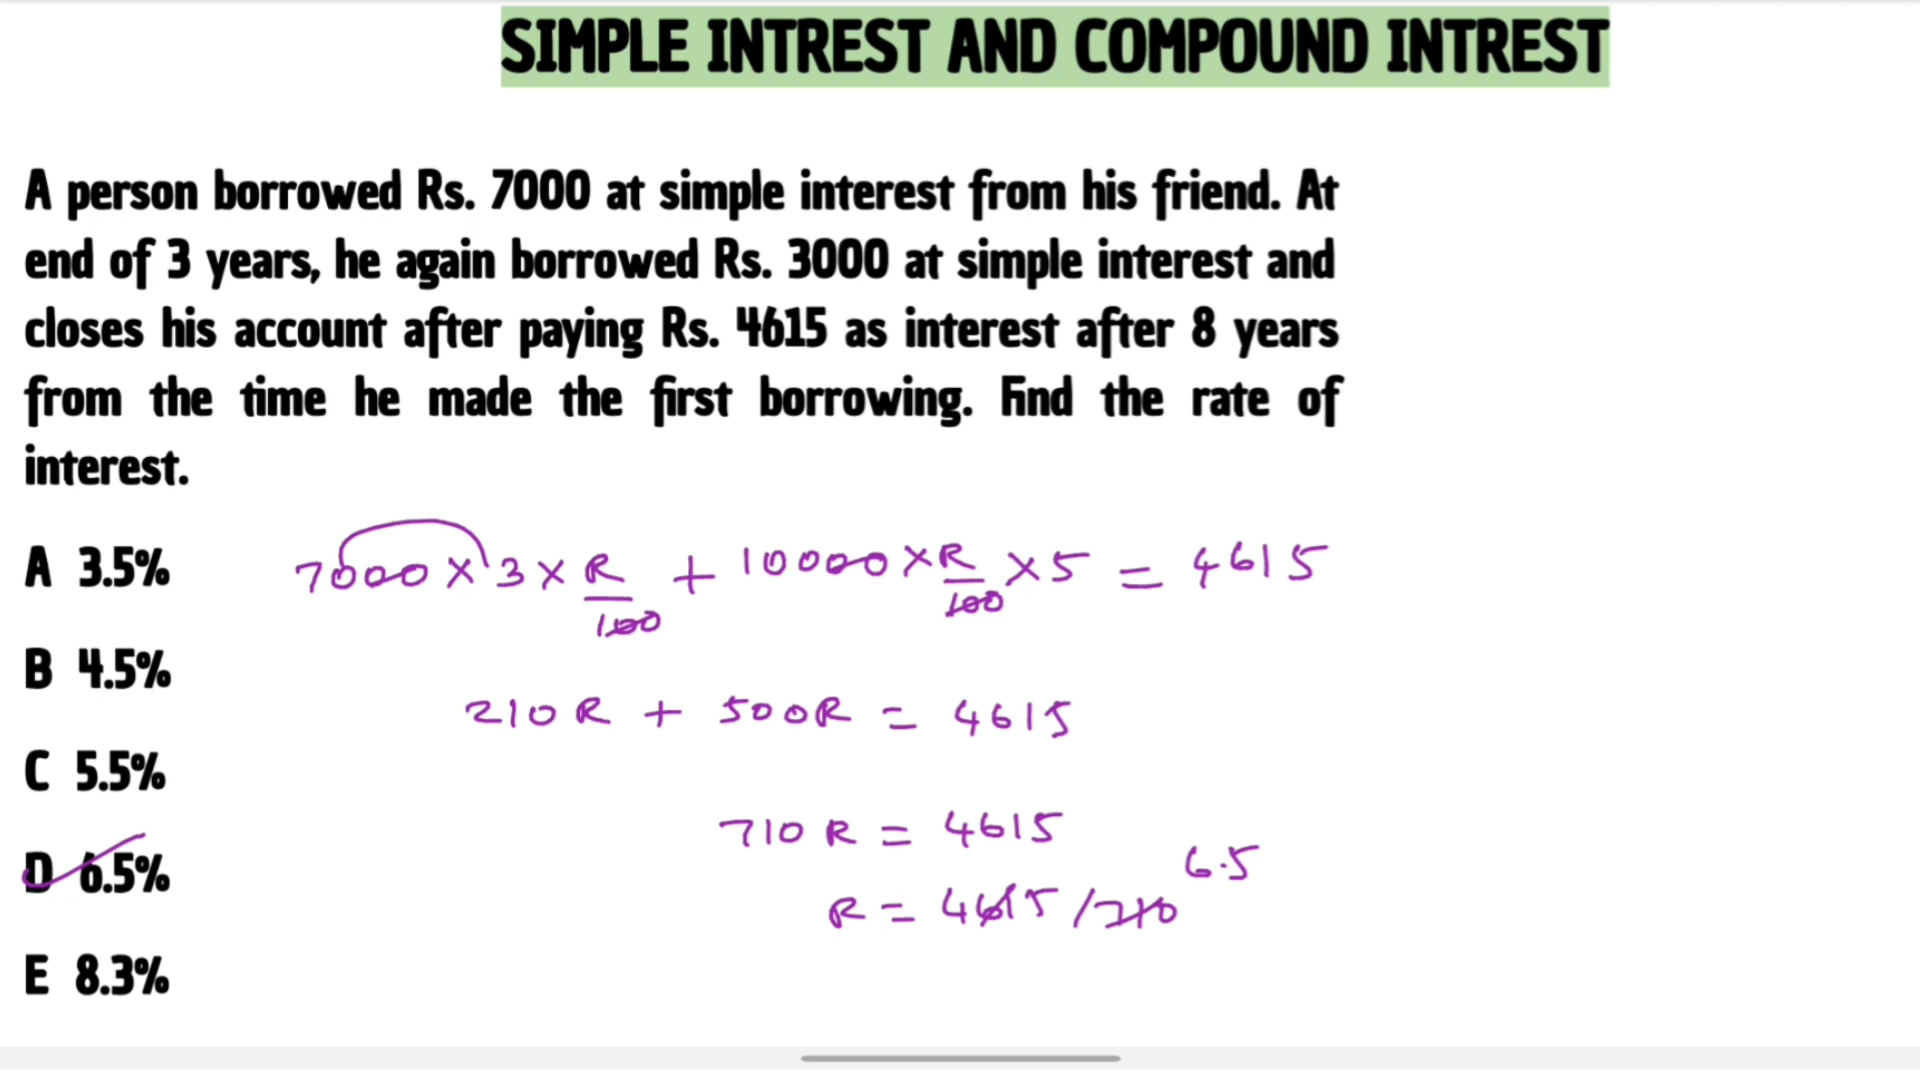 SIMPLE INTREST AND COMPOUND INTREST
A person borrowed Rs. 7000 at simple interest from his friend. At
end of 3 years, he again borrowed Rs. 3000 at simple interest and
closes his account after paying Rs. 4615 as interest after 8 years
from the time he made the first borrowing. Find the rate of
interest.
A 3.5%
7000 × 3 × R/100 + 10000 × R/100 × 5 = 4615
B 4.5%
210 R + 500R = 4615
C 5.5%
710 R = 4615
D 6.5%
6.5
R = 4615 / 710
E 8.3%